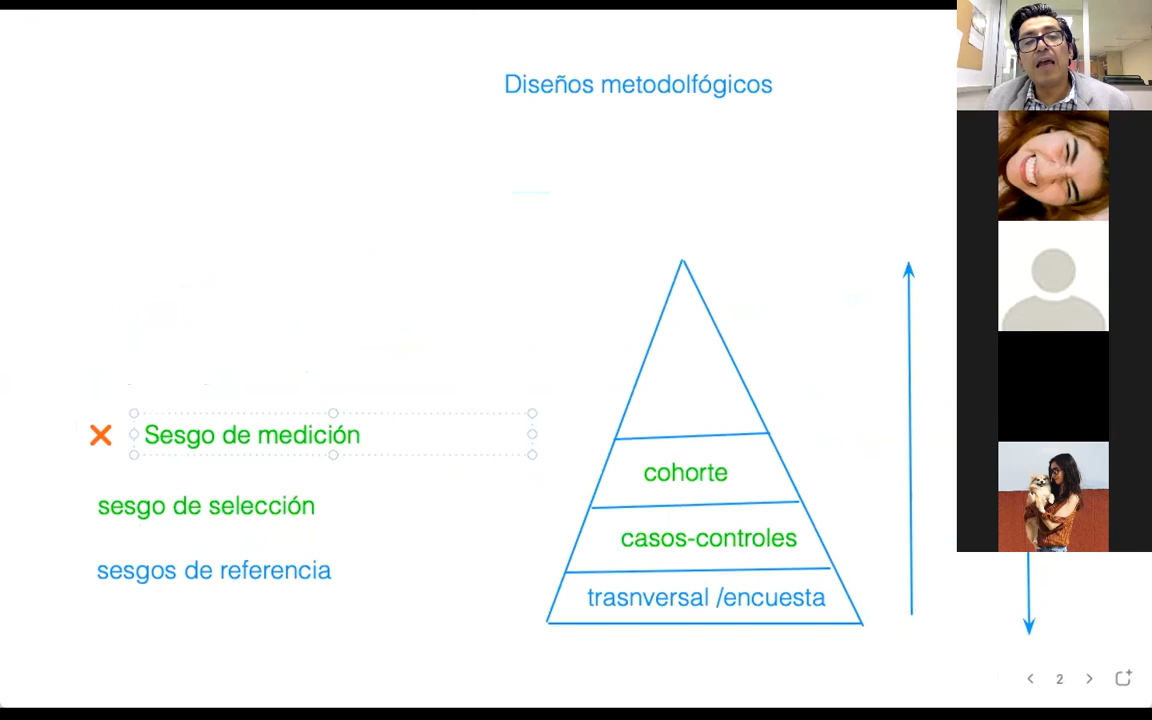 Diseños metodolfógicos
Sesgo de medición
sesgo de selección
sesgos de referencia
cohorte
casos-controles
trasnversal /encuesta
2